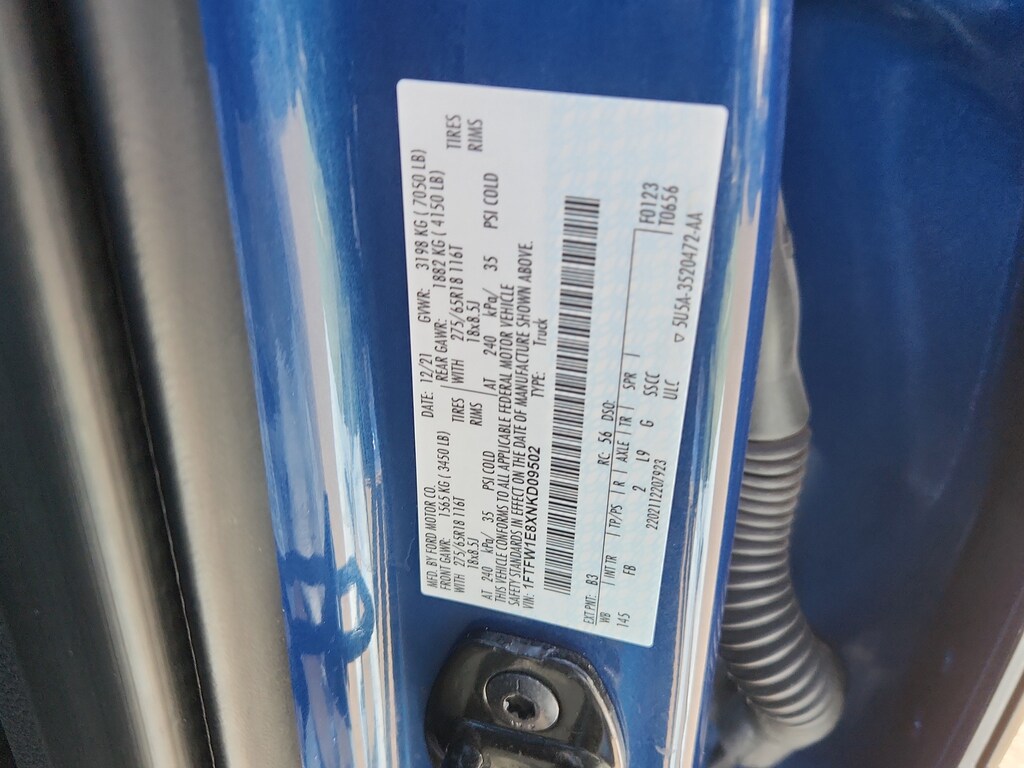 MFD. BY FORD MOTOR CO. DATE: 12/21 GVWR: 3198 KG ( 7050 LB)
FRONT GAWR: 1565 KG ( 3450 LB) REAR GAWR: 1882 KG ( 4150 LB)
WITH 275/65R18 116T TIRES WITH 275/65R18 116T TIRES
18x8.5J RIMS 18x8.5J RIMS
AT 240 kPa/ 35 PSI COLD AT 240 kPa/ 35 PSI COLD
THIS VEHICLE CONFORMS TO ALL APPLICABLE FEDERAL MOTOR VEHICLE
SAFETY STANDARDS IN EFFECT ON THE DATE OF MANUFACTURE SHOWN ABOVE.
VIN: 1FTFW1E8XNKD09502 TYPE: Truck
EXT PNT: B3 RC: 56 DSO: F0123
WB INT TR TP/PS R AXLE TR SPR T0656
145 FB 2 L9 G SSCC
2202112207923 ULC
▽ 5U5A-3520472-AA